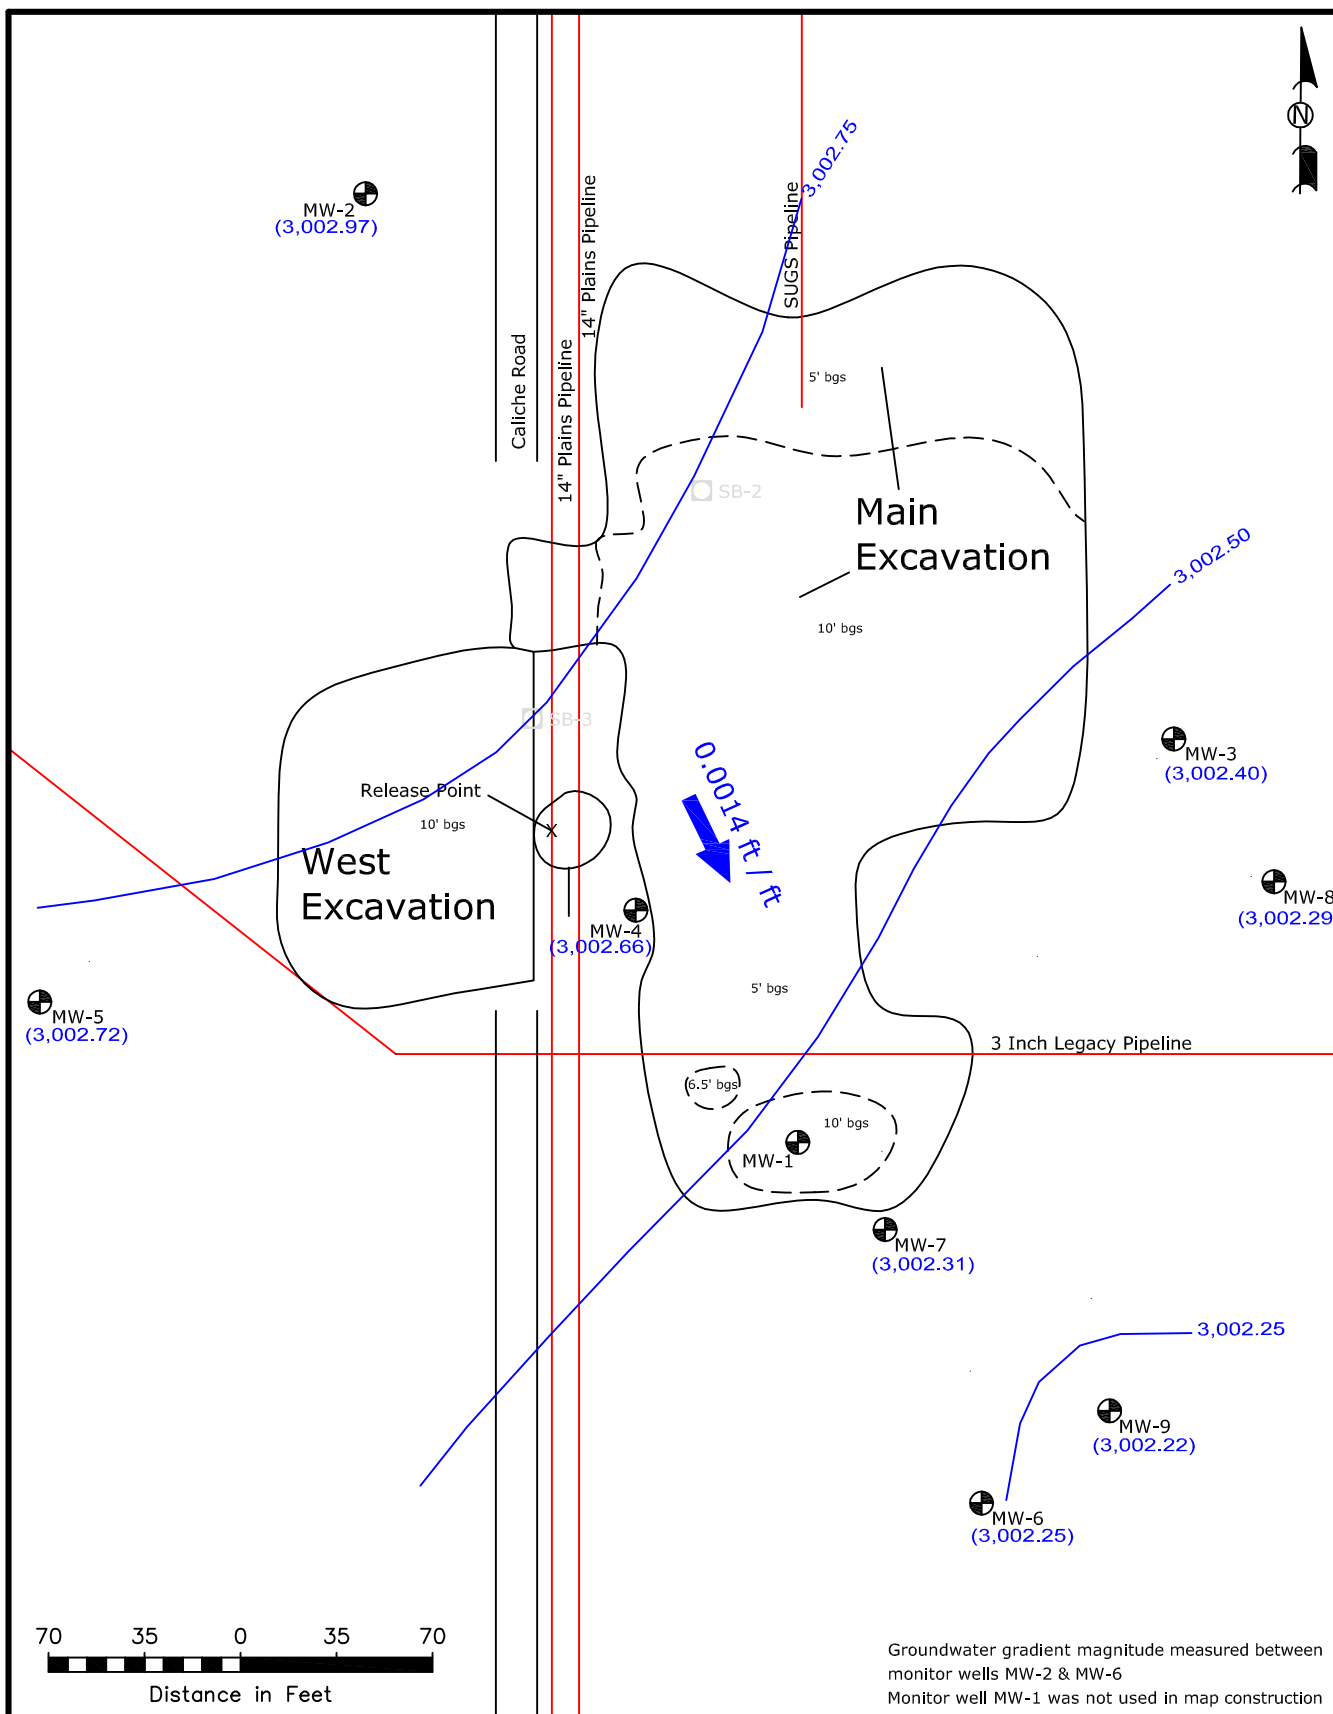 3,002.75
N
MW-2
(3,002.97)
14" Plains Pipeline
SUGS Pipeline
Caliche Road
14" Plains Pipeline
5' bgs
SB-2
Main
Excavation
3,002.50
10' bgs
SB-3
MW-3
(3,002.40)
0.0014 ft / ft
Release Point
X
10' bgs
West
Excavation
MW-8
(3,002.29
MW-4
(3,002.66)
5' bgs
MW-5
(3,002.72)
3 Inch Legacy Pipeline
6.5' bgs
10' bgs
MW-1
MW-7
(3,002.31)
3,002.25
MW-9
(3,002.22)
MW-6
(3,002.25)
70 35 0 35 70
Distance in Feet
Groundwater gradient magnitude measured between
monitor wells MW-2 & MW-6
Monitor well MW-1 was not used in map construction